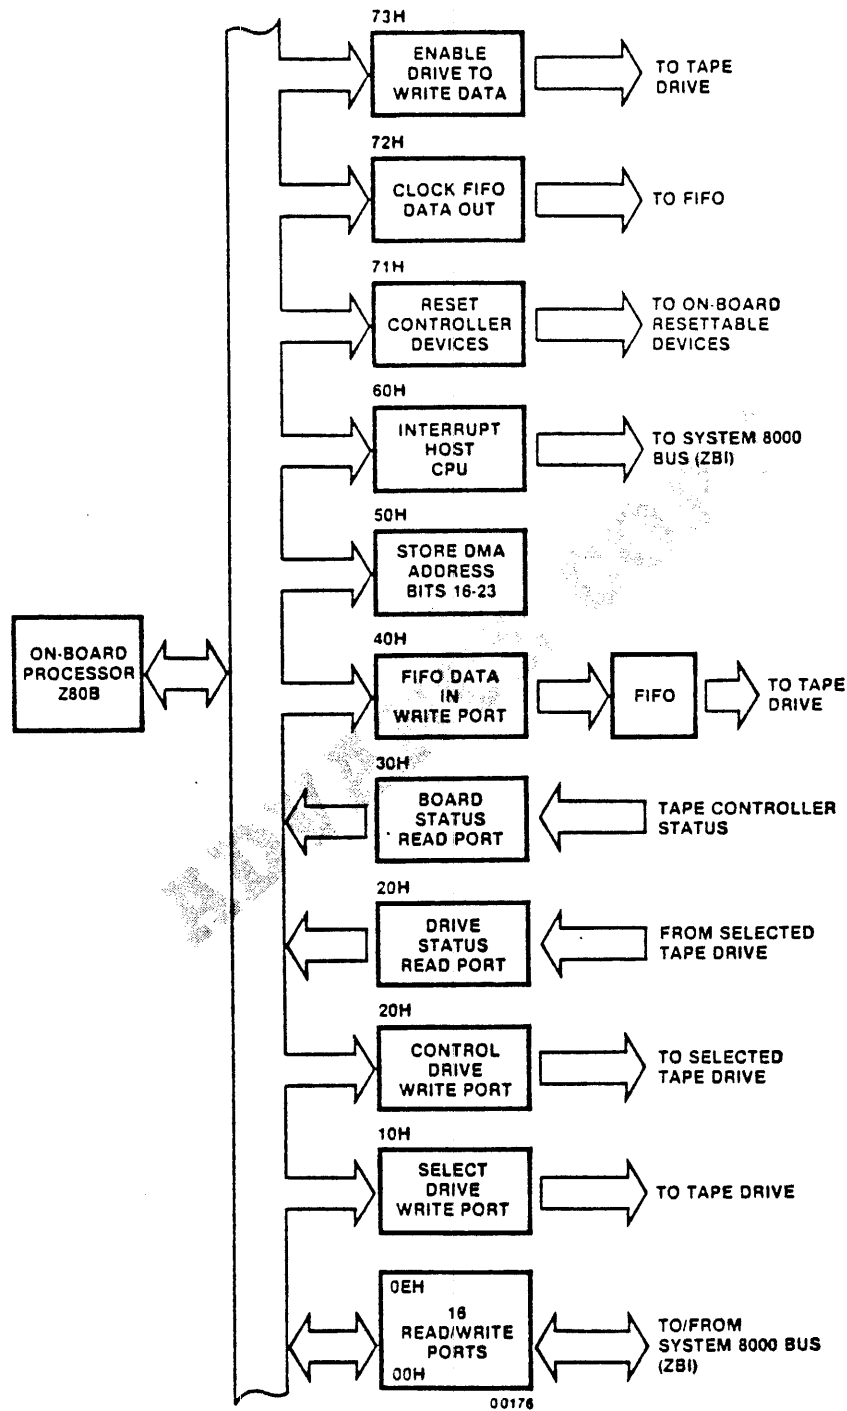 73H
ENABLE
DRIVE TO
WRITE DATA
TO TAPE
DRIVE
72H
CLOCK FIFO
DATA OUT
TO FIFO
71H
RESET
CONTROLLER
DEVICES
TO ON-BOARD
RESETTABLE
DEVICES
60H
INTERRUPT
HOST
CPU
TO SYSTEM 8000
BUS (ZBI)
50H
STORE DMA
ADDRESS
BITS 16-23
ON-BOARD
PROCESSOR
Z80B
40H
FIFO DATA
IN
WRITE PORT
FIFO
TO TAPE
DRIVE
30H
BOARD
STATUS
READ PORT
TAPE CONTROLLER
STATUS
20H
DRIVE
STATUS
READ PORT
FROM SELECTED
TAPE DRIVE
20H
CONTROL
DRIVE
WRITE PORT
TO SELECTED
TAPE DRIVE
10H
SELECT
DRIVE
WRITE PORT
TO TAPE DRIVE
0EH
16
READ/WRITE
PORTS
00H
TO/FROM
SYSTEM 8000 BUS
(ZBI)
00176